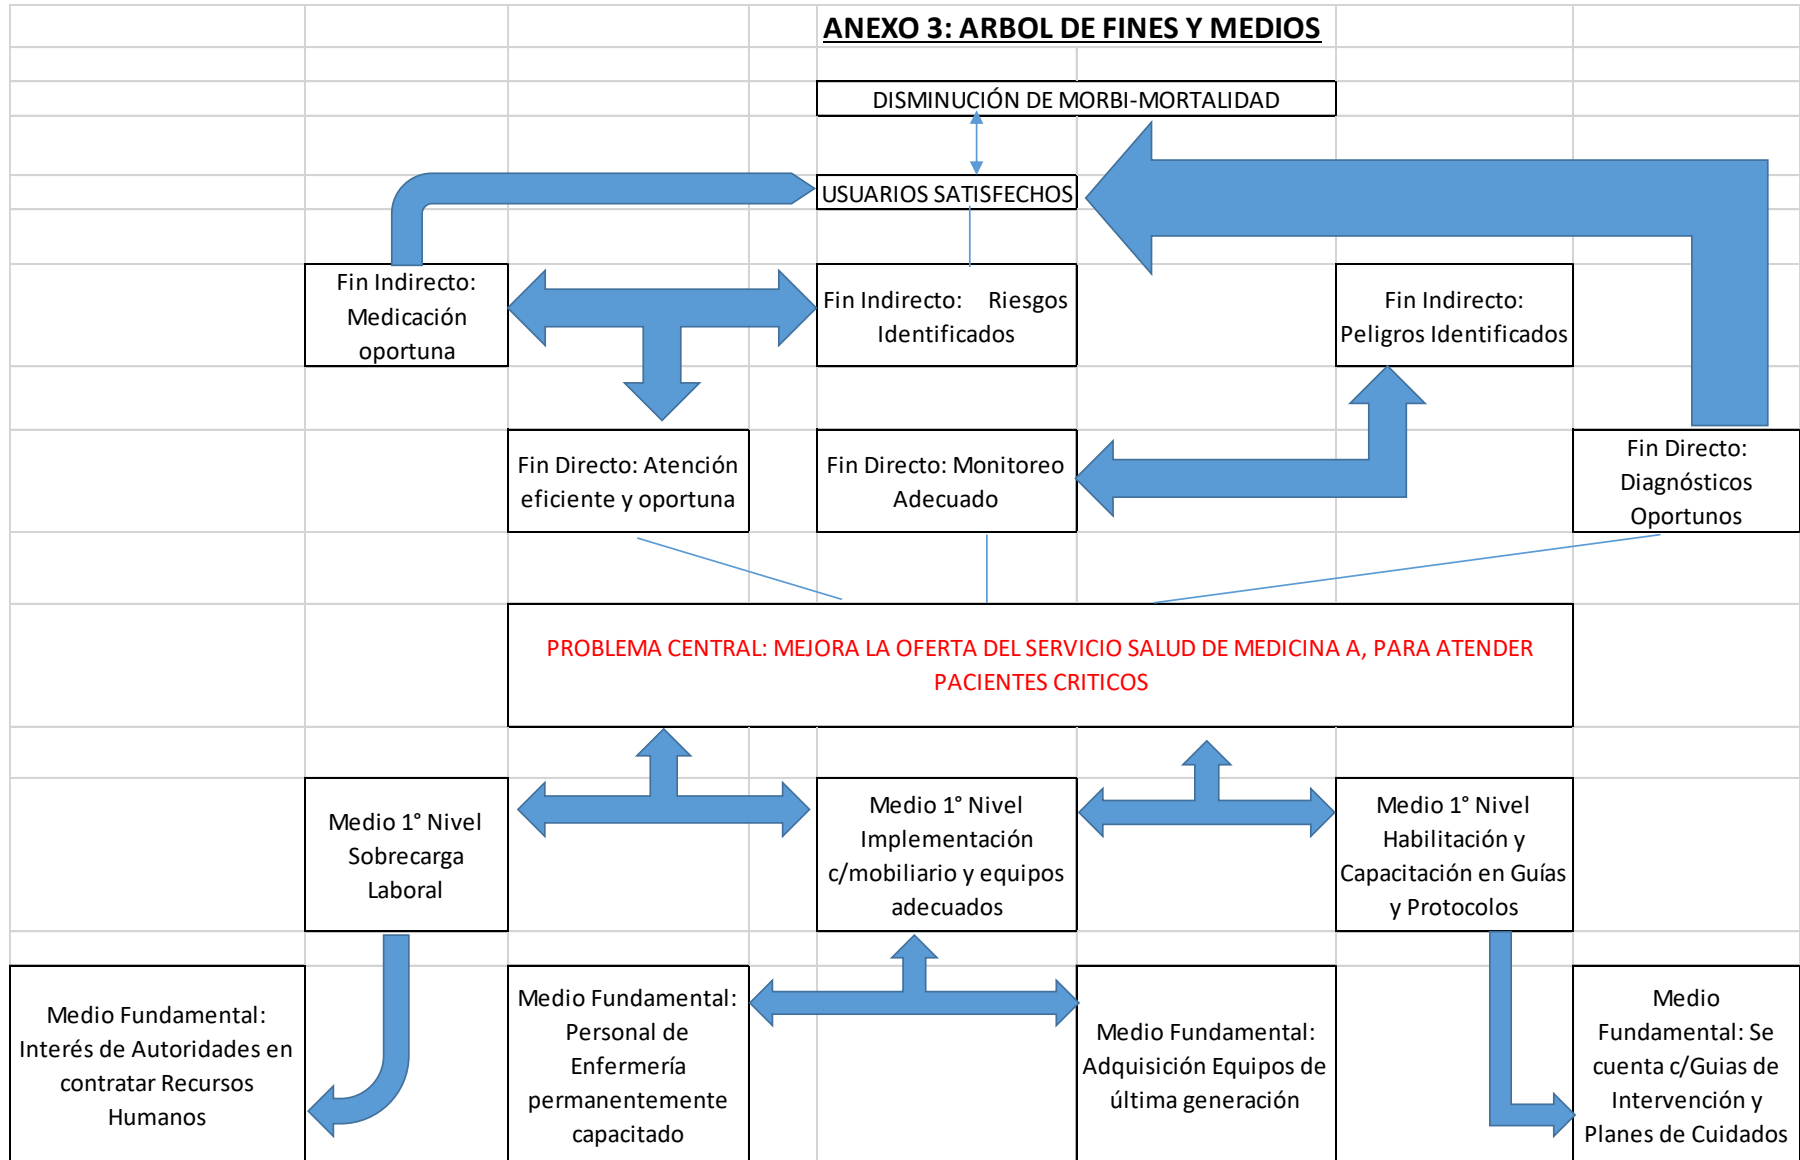 ANEXO 3: ARBOL DE FINES Y MEDIOS
DISMINUCIÓN DE MORBI-MORTALIDAD
USUARIOS SATISFECHOS
Fin Indirecto:
Medicación
oportuna
Fin Indirecto: Riesgos
Identificados
Fin Indirecto:
Peligros Identificados
Fin Directo: Atención
eficiente y oportuna
Fin Directo: Monitoreo
Adecuado
Fin Directo:
Diagnósticos
Oportunos
PROBLEMA CENTRAL: MEJORA LA OFERTA DEL SERVICIO SALUD DE MEDICINA A, PARA ATENDER
PACIENTES CRITICOS
Medio 1° Nivel
Sobrecarga
Laboral
Medio 1° Nivel
Implementación
c/mobiliario y equipos
adecuados
Medio 1° Nivel
Habilitación y
Capacitación en Guías
y Protocolos
Medio Fundamental:
Interés de Autoridades en
contratar Recursos
Humanos
Medio Fundamental:
Personal de
Enfermería
permanentemente
capacitado
Medio Fundamental:
Adquisición Equipos de
última generación
Medio
Fundamental: Se
cuenta c/Guias de
Intervención y
Planes de Cuidados